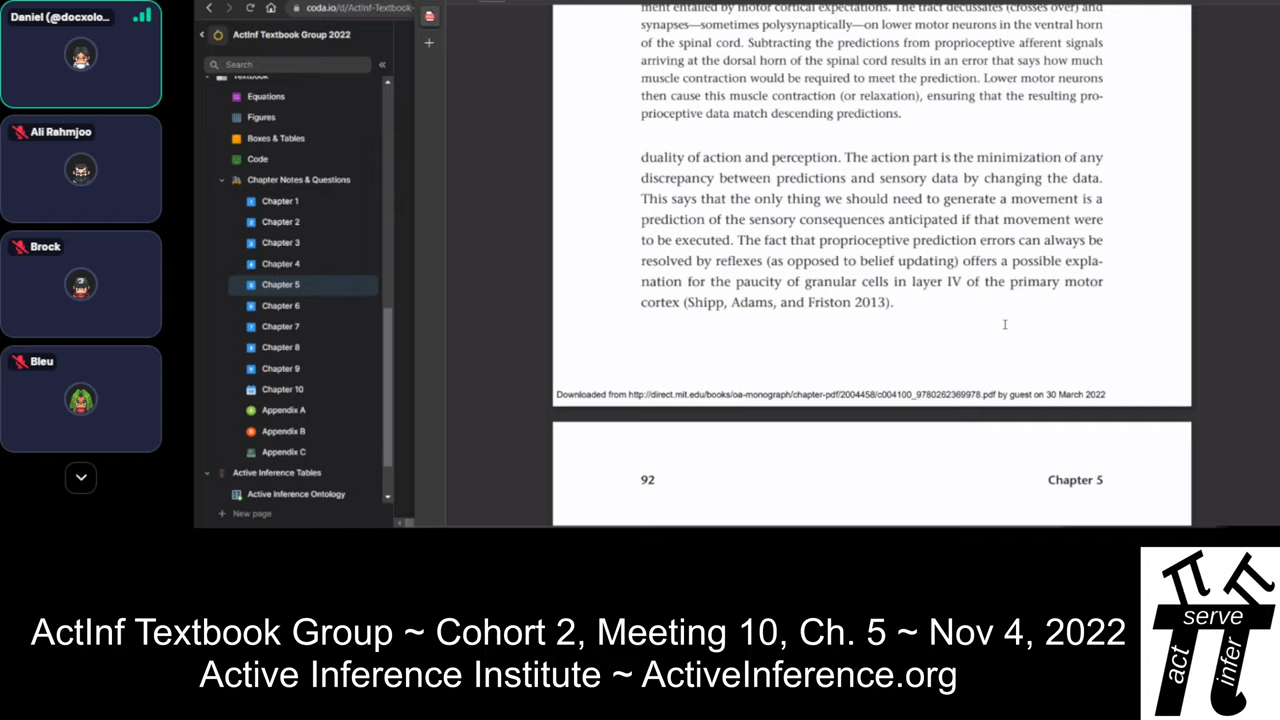 Daniel (@docxolo...
Ali Rahmjoo
Brock
Bleu
coda.io/d/ActInf-Textbook-
ActInf Textbook Group 2022
Search
Textbook
Equations
Figures
Boxes & Tables
Code
Chapter Notes & Questions
Chapter 1
Chapter 2
Chapter 3
Chapter 4
Chapter 5
Chapter 6
Chapter 7
Chapter 8
Chapter 9
Chapter 10
Appendix A
Appendix B
Appendix C
Active Inference Tables
Active Inference Ontology
New page
ment entailed by motor cortical expectations. The tract decussates (crosses over) and
synapses—sometimes polysynaptically—on lower motor neurons in the ventral horn
of the spinal cord. Subtracting the predictions from proprioceptive afferent signals
arriving at the dorsal horn of the spinal cord results in an error that says how much
muscle contraction would be required to meet the prediction. Lower motor neurons
then cause this muscle contraction (or relaxation), ensuring that the resulting pro-
prioceptive data match descending predictions.
duality of action and perception. The action part is the minimization of any
discrepancy between predictions and sensory data by changing the data.
This says that the only thing we should need to generate a movement is a
prediction of the sensory consequences anticipated if that movement were
to be executed. The fact that proprioceptive prediction errors can always be
resolved by reflexes (as opposed to belief updating) offers a possible expla-
nation for the paucity of granular cells in layer IV of the primary motor
cortex (Shipp, Adams, and Friston 2013).
Downloaded from http://direct.mit.edu/books/oa-monograph/chapter-pdf/2004458/c004100_9780262369978.pdf by guest on 30 March 2022
92 Chapter 5
ActInf Textbook Group ~ Cohort 2, Meeting 10, Ch. 5 ~ Nov 4, 2022
Active Inference Institute ~ ActiveInference.org
serve
act
infer